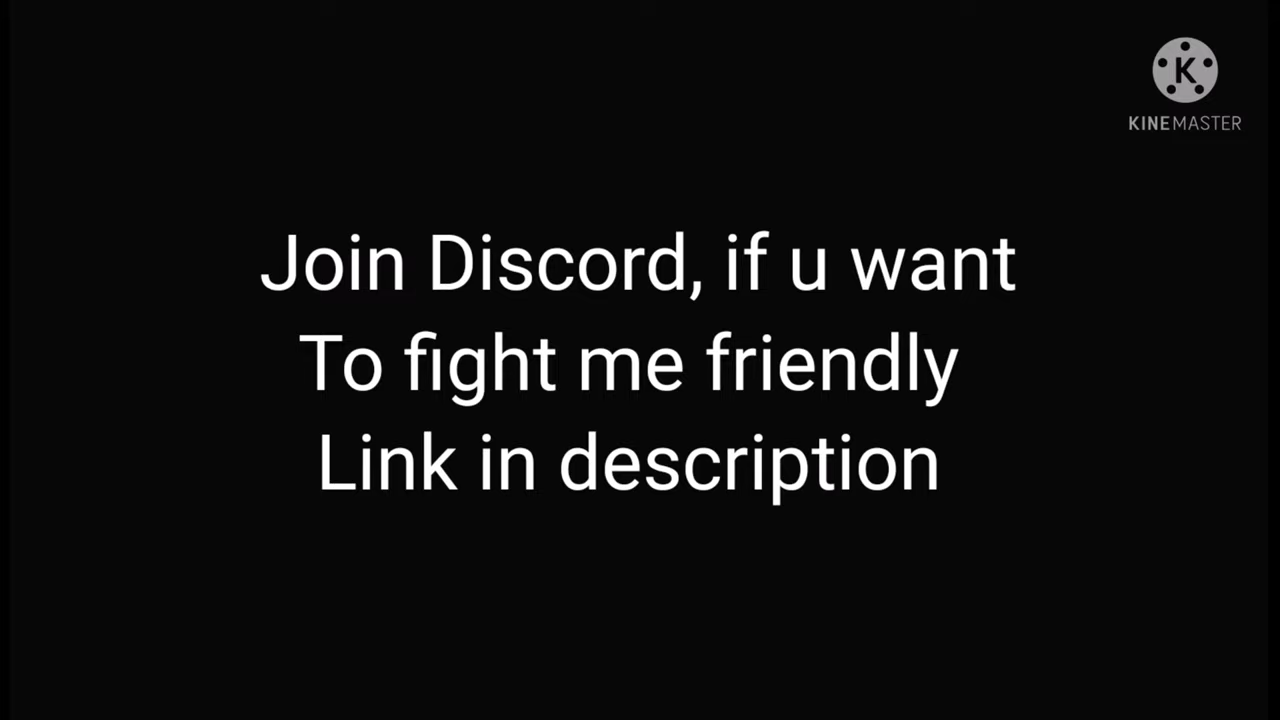 K
KINEMASTER
Join Discord, if u want
To fight me friendly
Link in description